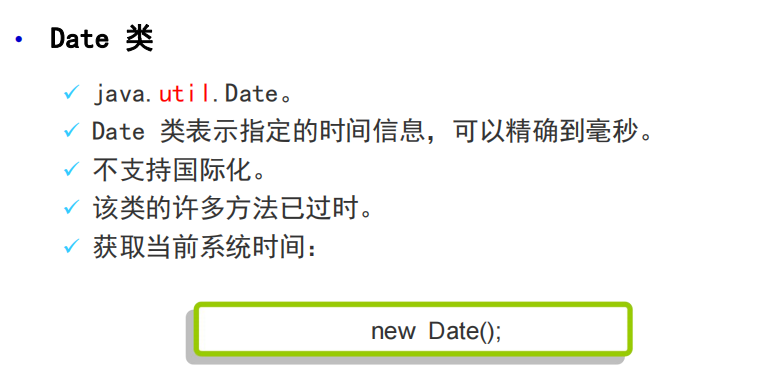 • Date 类
✓ java.util.Date。
✓ Date 类表示指定的时间信息，可以精确到毫秒。
✓ 不支持国际化。
✓ 该类的许多方法已过时。
✓ 获取当前系统时间：
new Date();